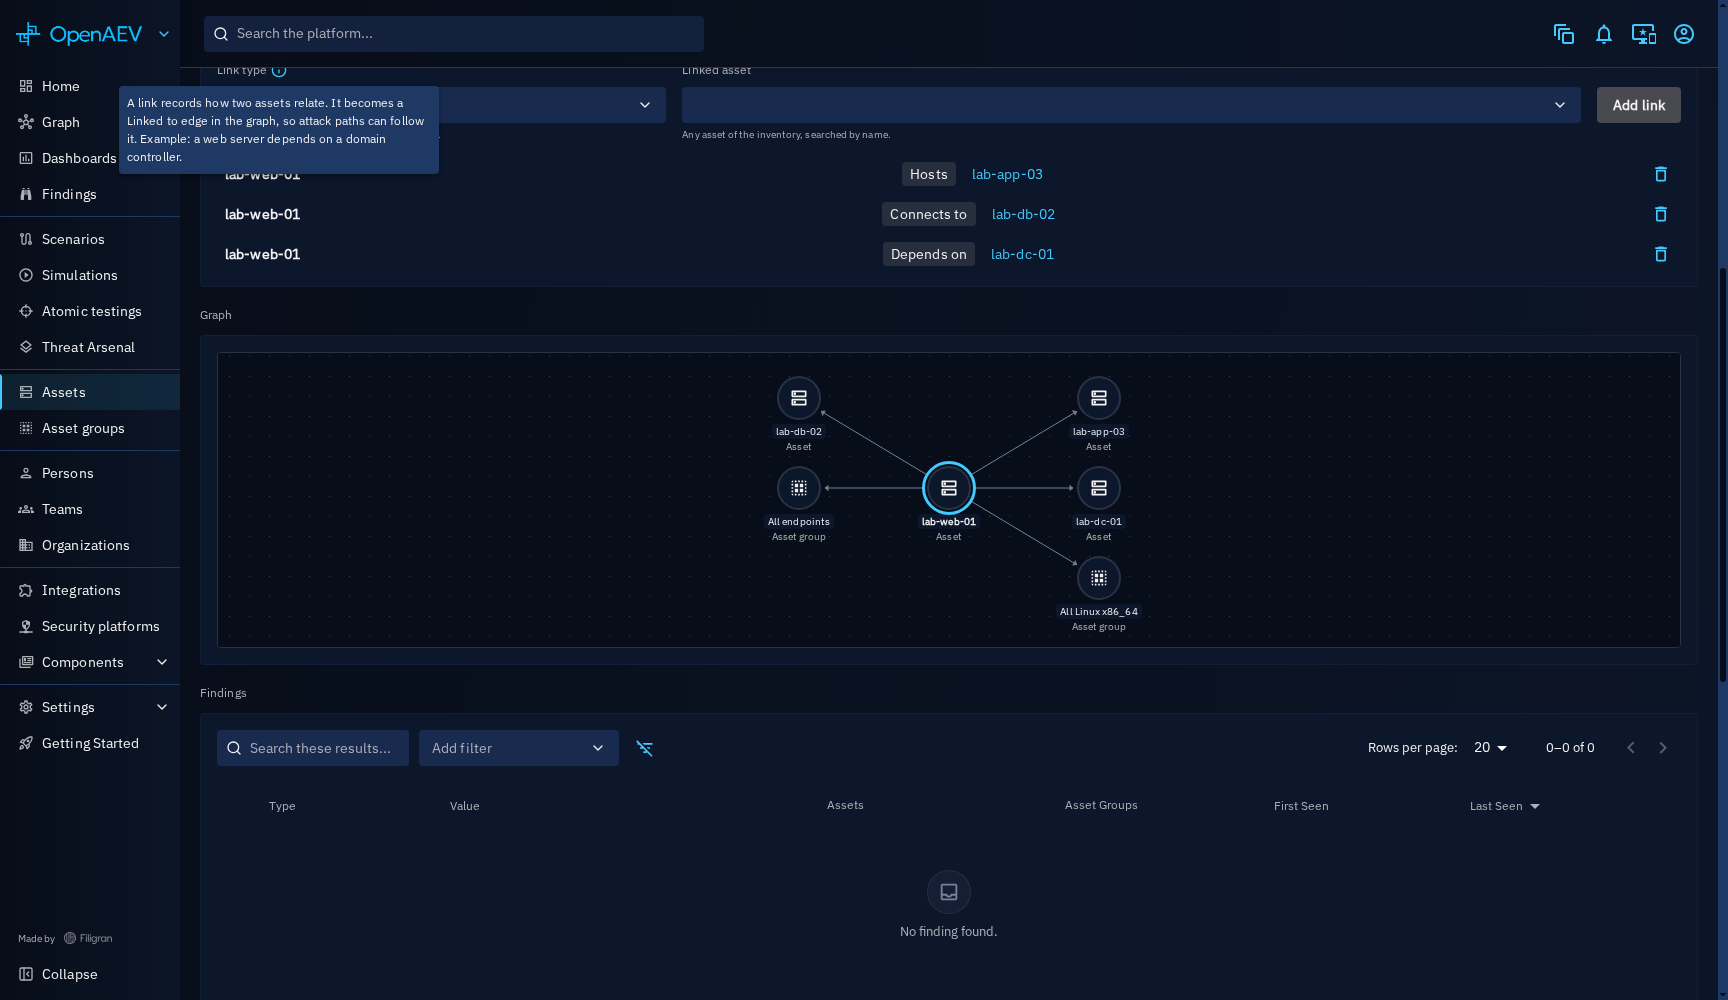 OpenAEV
Search the platform...
Home
Graph
Dashboards
Findings
Scenarios
Simulations
Atomic testings
Threat Arsenal
Assets
Asset groups
Persons
Teams
Organizations
Integrations
Security platforms
Components
Settings
Getting Started
Made by Filigran
Collapse
Link type
Linked asset
A link records how two assets relate. It becomes a
Linked to edge in the graph, so attack paths can follow
it. Example: a web server depends on a domain
controller.
Add link
Any asset of the inventory, searched by name.
lab-web-01 Hosts lab-app-03
lab-web-01 Connects to lab-db-02
lab-web-01 Depends on lab-dc-01
Graph
lab-db-02
Asset
lab-app-03
Asset
All endpoints
Asset group
lab-web-01
Asset
lab-dc-01
Asset
All Linux x86_64
Asset group
Findings
Search these results...
Add filter
Rows per page: 20
0–0 of 0
Type Value Assets Asset Groups First Seen Last Seen
No finding found.